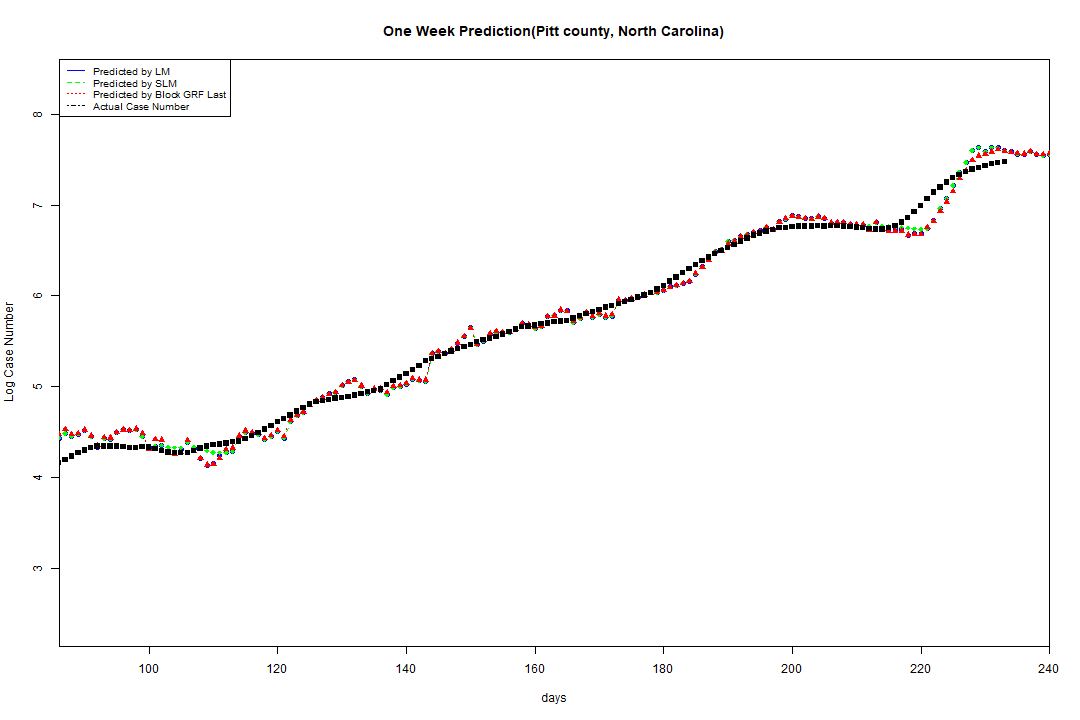 One Week Prediction(Pitt county, North Carolina)
Predicted by LM
Predicted by SLM
Predicted by Block GRF Last
Actual Case Number
8
7
6
5
4
3
Log Case Number
100 120 140 160 180 200 220 240
days